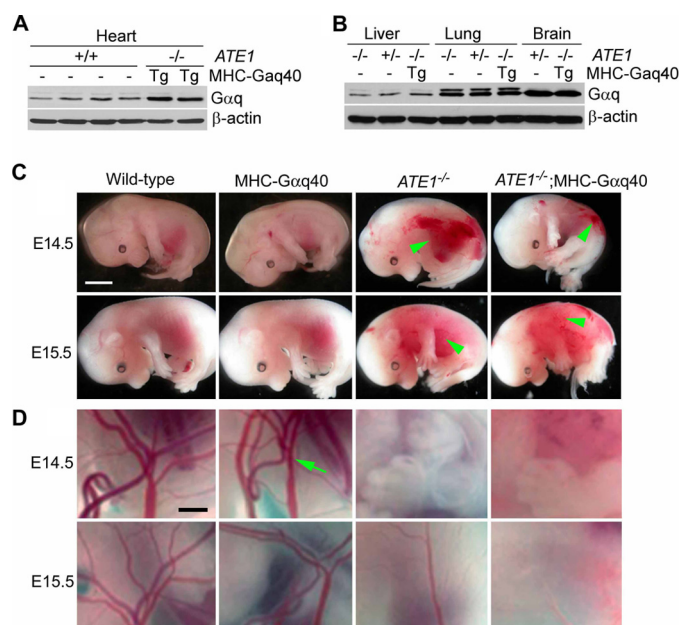 A
Heart
+/+ -/- ATE1
- - - - Tg Tg MHC-Gaq40
Gαq
β-actin
B
Liver Lung Brain
-/- +/- -/- -/- +/- -/- +/- -/- ATE1
- - Tg - - Tg - Tg MHC-Gaq40
Gαq
β-actin
C
Wild-type MHC-Gαq40 ATE1-/- ATE1-/-;MHC-Gαq40
E14.5
E15.5
D
E14.5
E15.5